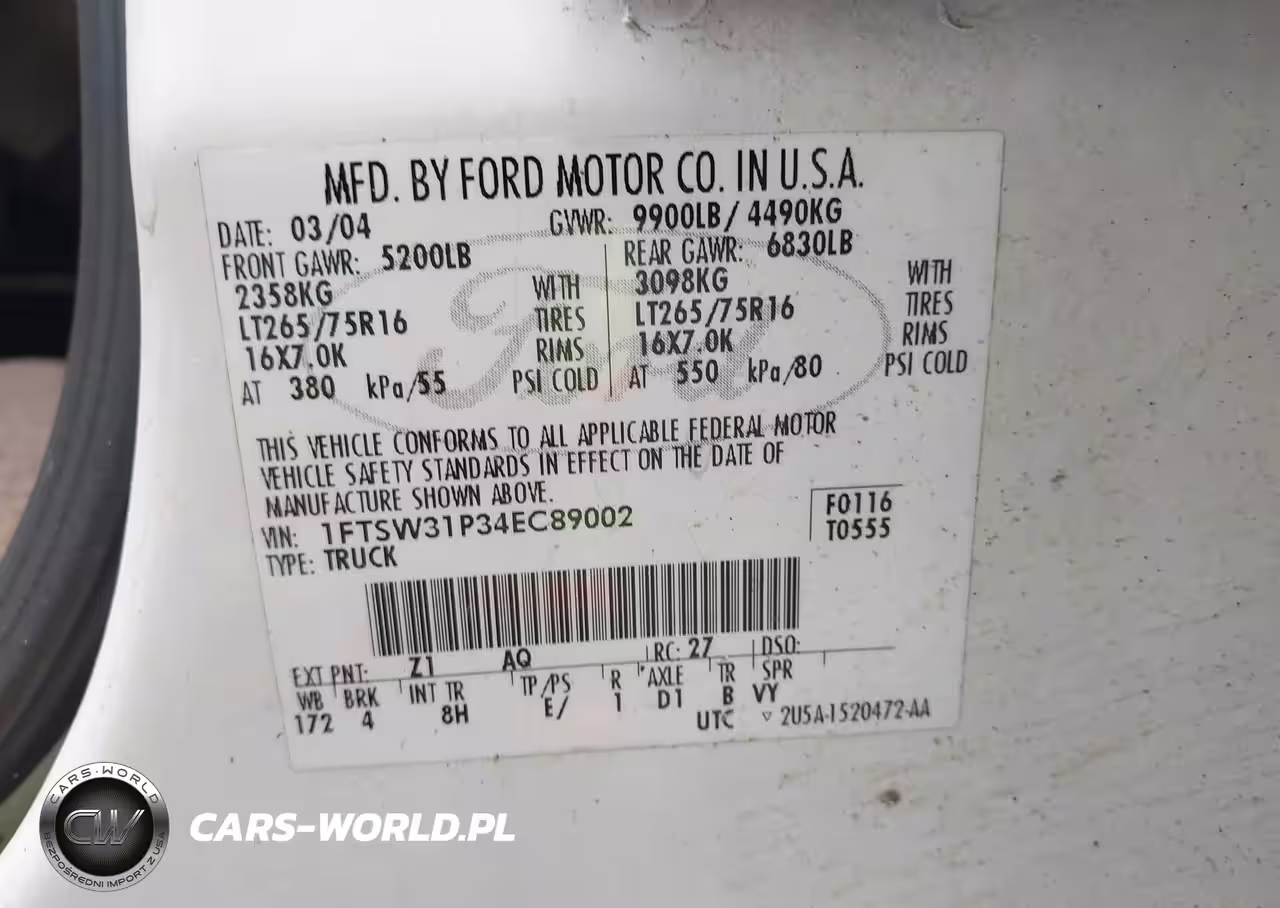 MFD. BY FORD MOTOR CO. IN U.S.A.
DATE: 03/04 GVWR: 9900LB/ 4490KG
FRONT GAWR: 5200LB REAR GAWR: 6830LB
2358KG WITH 3098KG WITH
LT265/75R16 TIRES LT265/75R16 TIRES
16X7.0K RIMS 16X7.0K RIMS
AT 380 kPa/55 PSI COLD AT 550 kPa/80 PSI COLD
Ford
THIS VEHICLE CONFORMS TO ALL APPLICABLE FEDERAL MOTOR
VEHICLE SAFETY STANDARDS IN EFFECT ON THE DATE OF
MANUFACTURE SHOWN ABOVE.
VIN: 1FTSW31P34EC89002 F0116
TYPE: TRUCK T0555
EXT PNT: Z1 AQ RC: 27 DSO:
WB BRK INT TR TP/PS R AXLE TR SPR
172 4 8H E/ 1 D1 B VY
UTC ▽ 2U5A-1520472-AA
CARS-WORLD
CW
BEZPOŚREDNI IMPORT Z USA
CARS-WORLD.PL